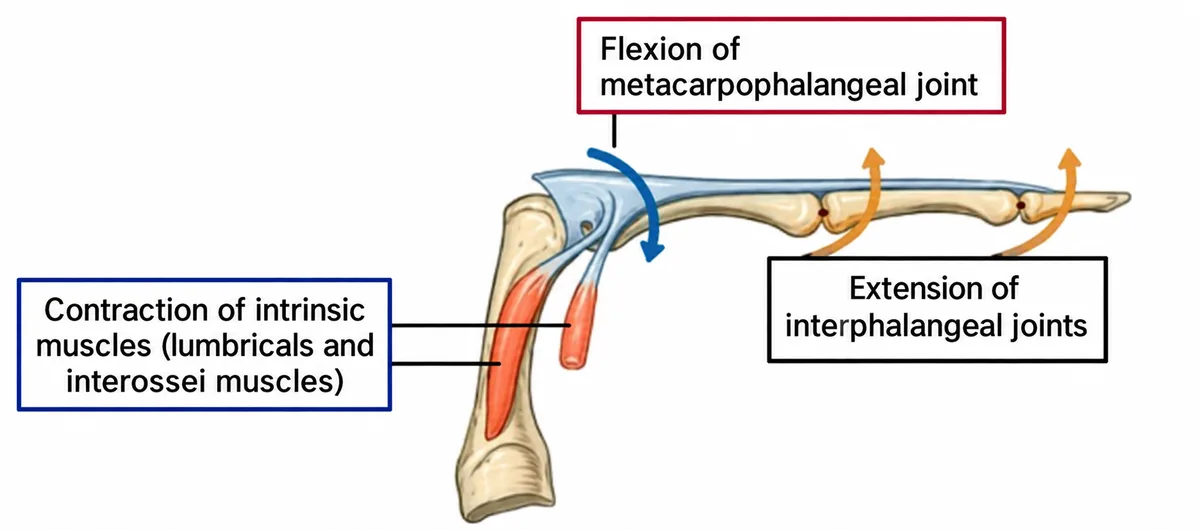 Flexion of
metacarpophalangeal joint
Contraction of intrinsic
muscles (lumbricals and
interossei muscles)
Extension of
interphalangeal joints